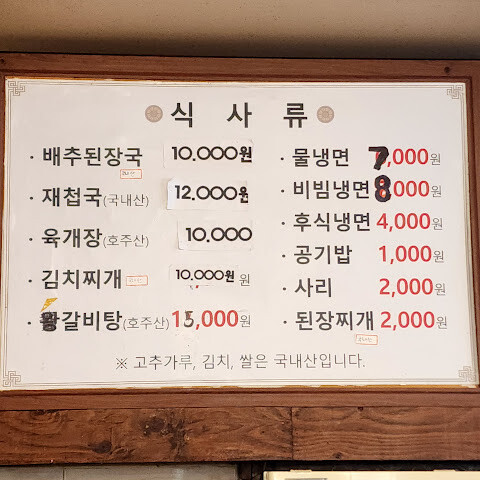 식 사 류
· 배추된장국 10.000원
· 재첩국(국내산) 12.000원
· 육개장(호주산) 10.000
· 김치찌개 10,000원 원
· 왕갈비탕(호주산) 15,000원
· 물냉면 7,000원
· 비빔냉면 8,000원
· 후식냉면 4,000원
· 공기밥 1,000원
· 사리 2,000원
· 된장찌개 2,000원
※ 고추가루, 김치, 쌀은 국내산입니다.